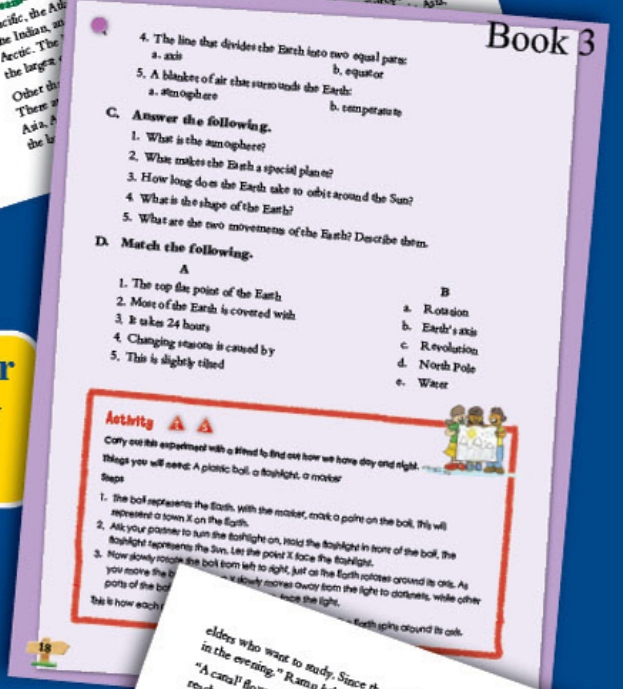 cific, the Atl
he Indian, an
Arctic. The
the largest
Other th
There a
Asia, A
the la
Asia,
Book 3
4. The line that divides the Earth into two equal parts:
a. axis
b. equator
5. A blanket of air that surrounds the Earth:
a. atmosphere
b. temperature
C. Answer the following.
1. What is the atmosphere?
2. What makes the Earth a special planet?
3. How long does the Earth take to orbit around the Sun?
4. What is the shape of the Earth?
5. What are the two movements of the Earth? Describe them.
D. Match the following.
A
B
1. The top flat point of the Earth
a. Rotation
2. Most of the Earth is covered with
b. Earth's axis
3. It takes 24 hours
c. Revolution
4. Changing seasons is caused by
d. North Pole
5. This is slightly tilted
e. Water
r
Activity
Carry out this experiment with a friend to find out how we have day and night.
Things you will need: A plastic ball, a flashlight, a marker
Steps
1. The ball represents the Earth. With the marker, mark a point on the ball, this will
represent a town X on the Earth.
2. Ask your partner to turn the flashlight on. Hold the flashlight in front of the ball. The
flashlight represents the Sun. Let the point X face the flashlight.
3. Now slowly rotate the ball from left to right, just as the Earth rotates around its axis. As
you move the b X slowly moves away from the light to darkness, while other
parts of the ba face the light.
This is how each Earth spins around its axis.
18
elders who want to study. Since th
in the evening," Ramu
"A canal¹ flow